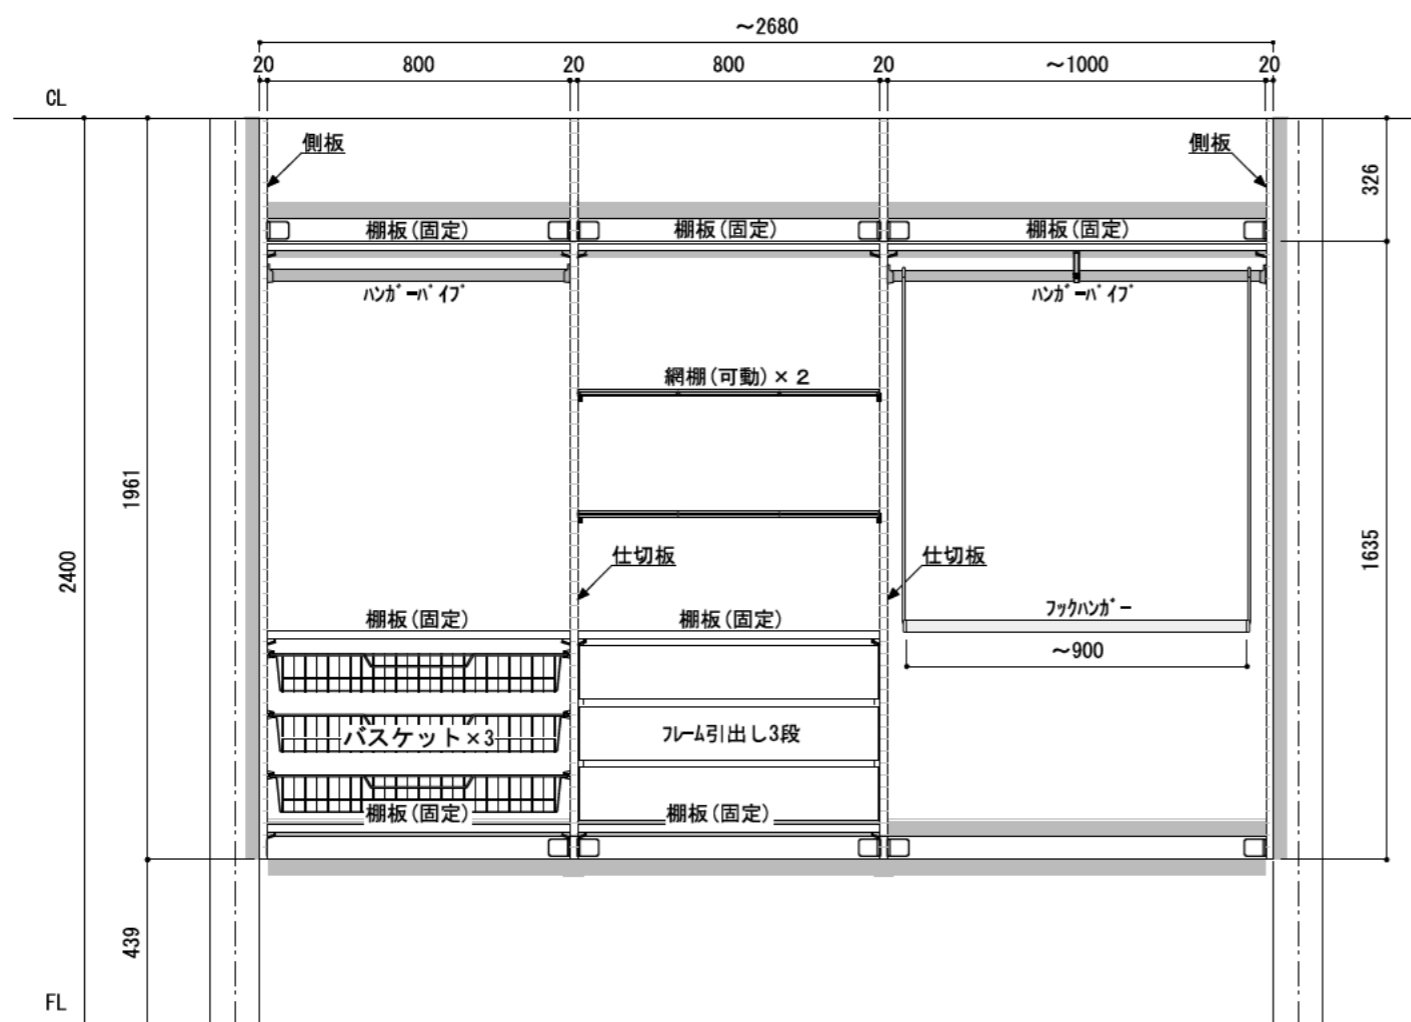 ～2680
20 800 20 800 20 ～1000 20
CL
側板
側板
326
棚板(固定)
棚板(固定)
棚板(固定)
ﾊﾝｶﾞｰﾊﾟｲﾌﾟ
ﾊﾝｶﾞｰﾊﾟｲﾌﾟ
網棚(可動)×２
1961
2400
1635
仕切板
仕切板
棚板(固定)
棚板(固定)
ﾌｯｸﾊﾝｶﾞｰ
～900
バスケット×3
ﾌﾚｰﾑ引出し3段
棚板(固定)
棚板(固定)
439
FL